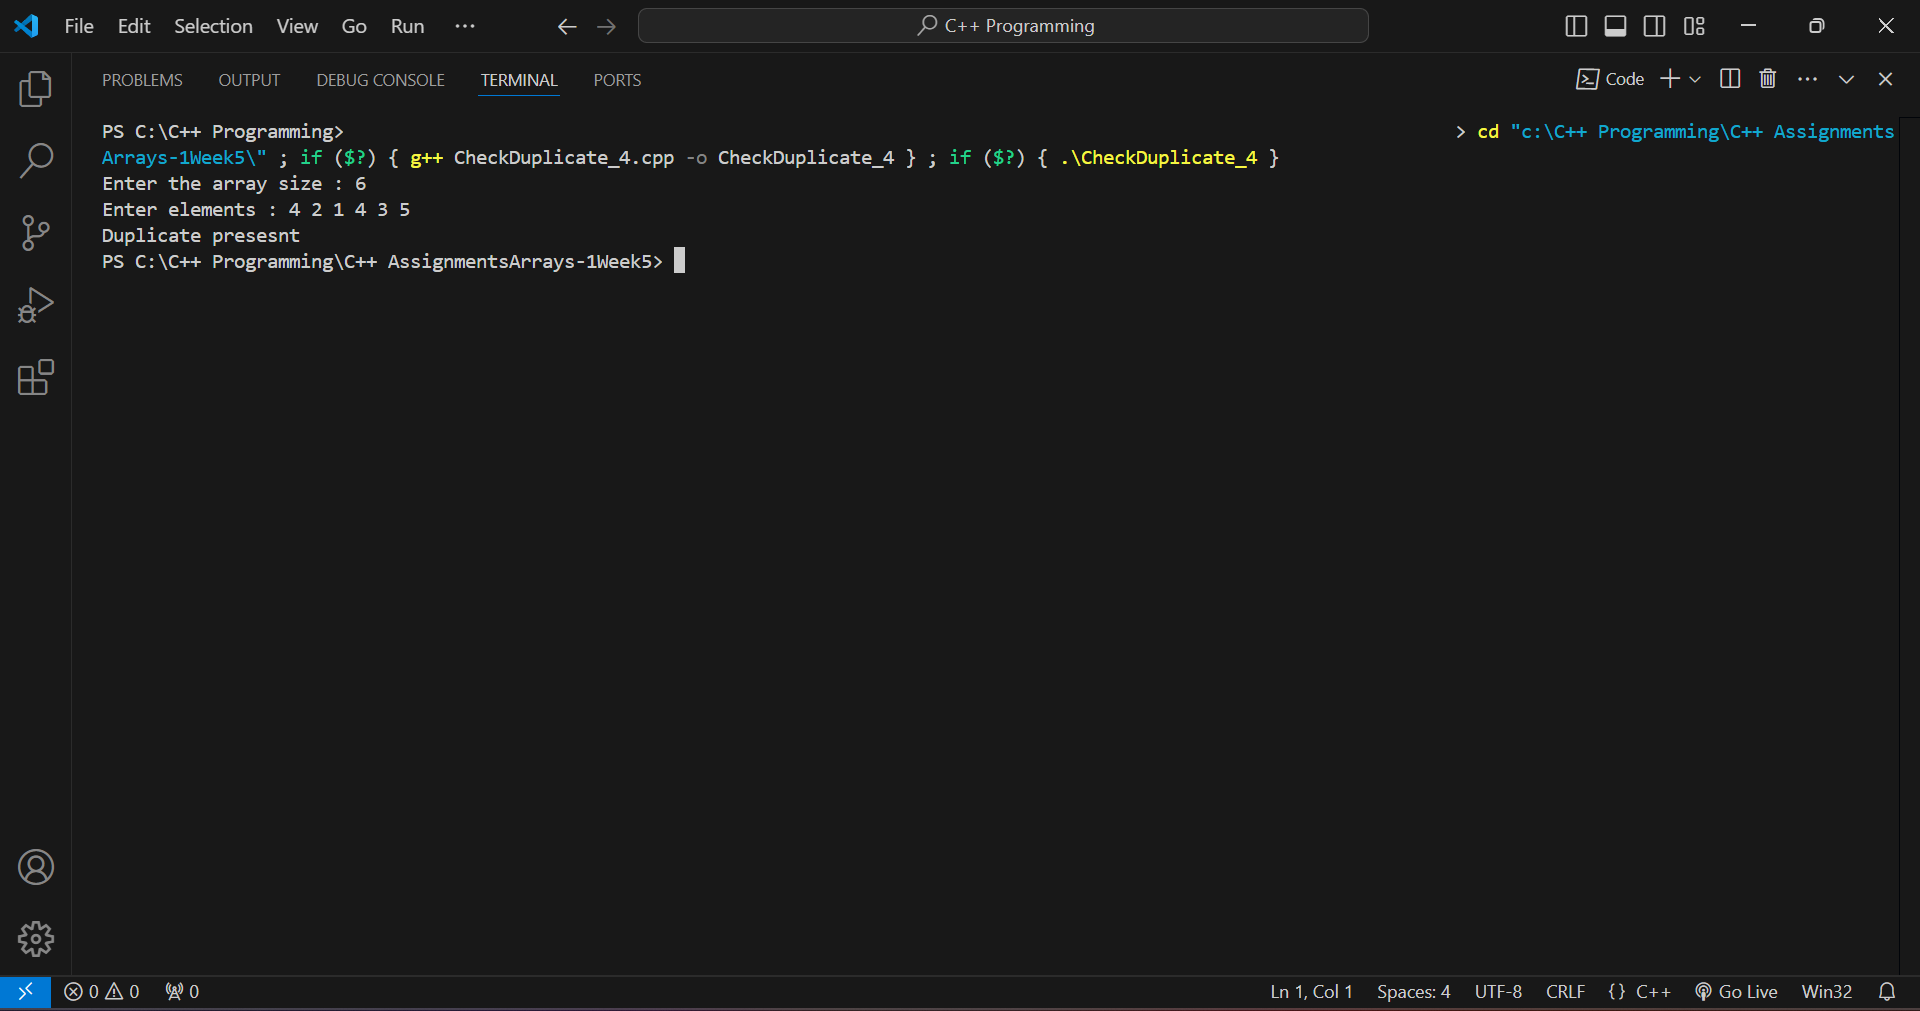 File Edit Selection View Go Run ··· C++ Programming
PROBLEMS OUTPUT DEBUG CONSOLE TERMINAL PORTS Code
PS C:\C++ Programming> > cd "c:\C++ Programming\C++ Assignments
Arrays-1Week5\" ; if ($?) { g++ CheckDuplicate_4.cpp -o CheckDuplicate_4 } ; if ($?) { .\CheckDuplicate_4 }
Enter the array size : 6
Enter elements : 4 2 1 4 3 5
Duplicate presesnt
PS C:\C++ Programming\C++ AssignmentsArrays-1Week5>
0 0 0 Ln 1, Col 1 Spaces: 4 UTF-8 CRLF {} C++ Go Live Win32